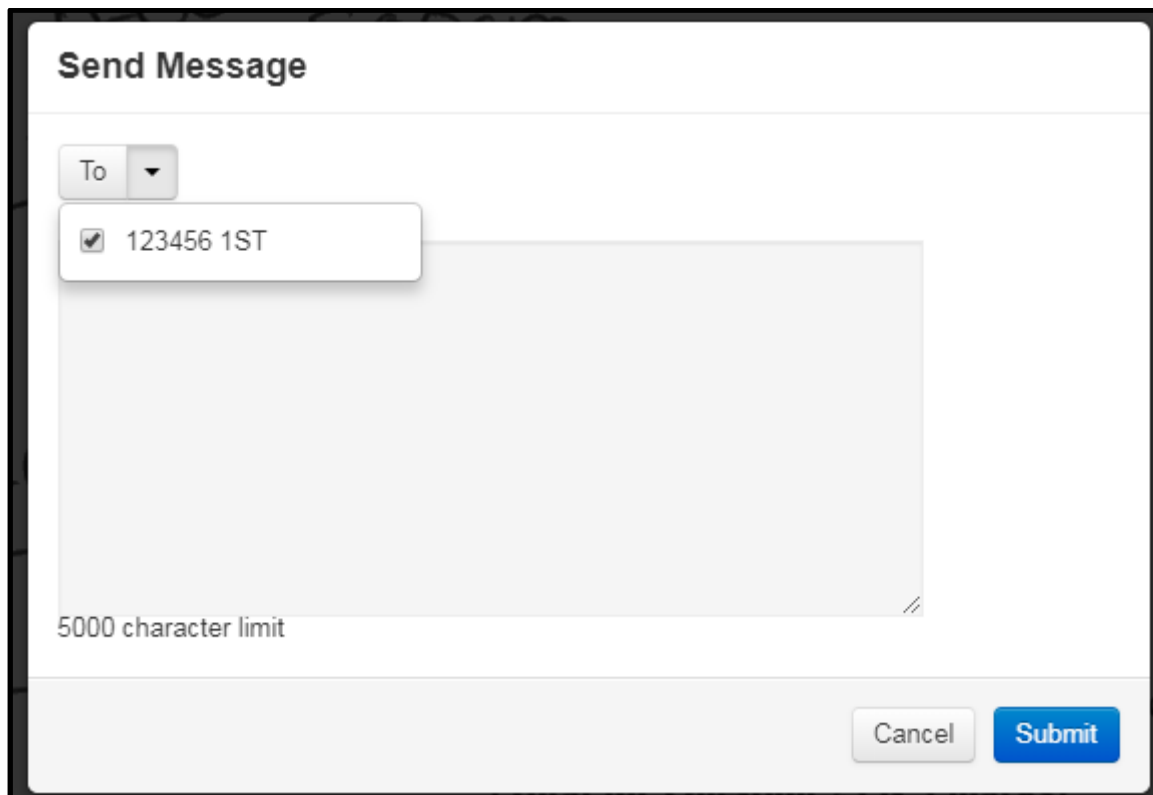 Send Message
To
123456 1ST
5000 character limit
Cancel
Submit